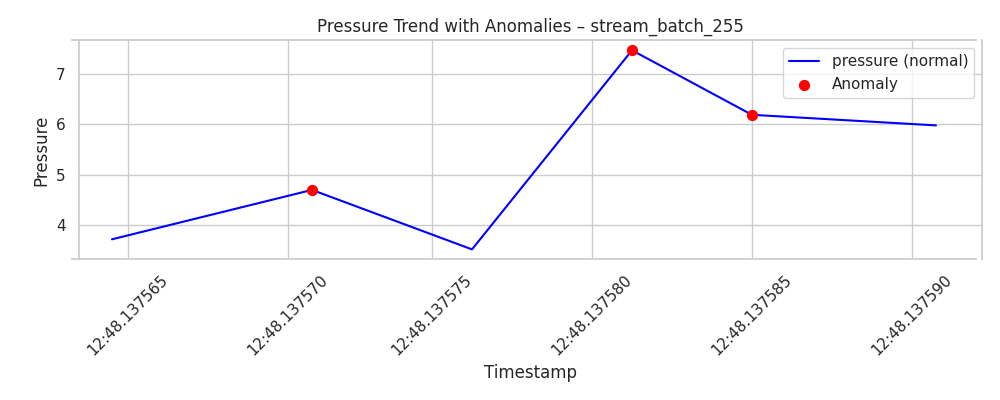 Pressure Trend with Anomalies – stream_batch_255
pressure (normal)
Anomaly
Pressure
7
6
5
4
12:48.137565
12:48.137570
12:48.137575
12:48.137580
12:48.137585
12:48.137590
Timestamp